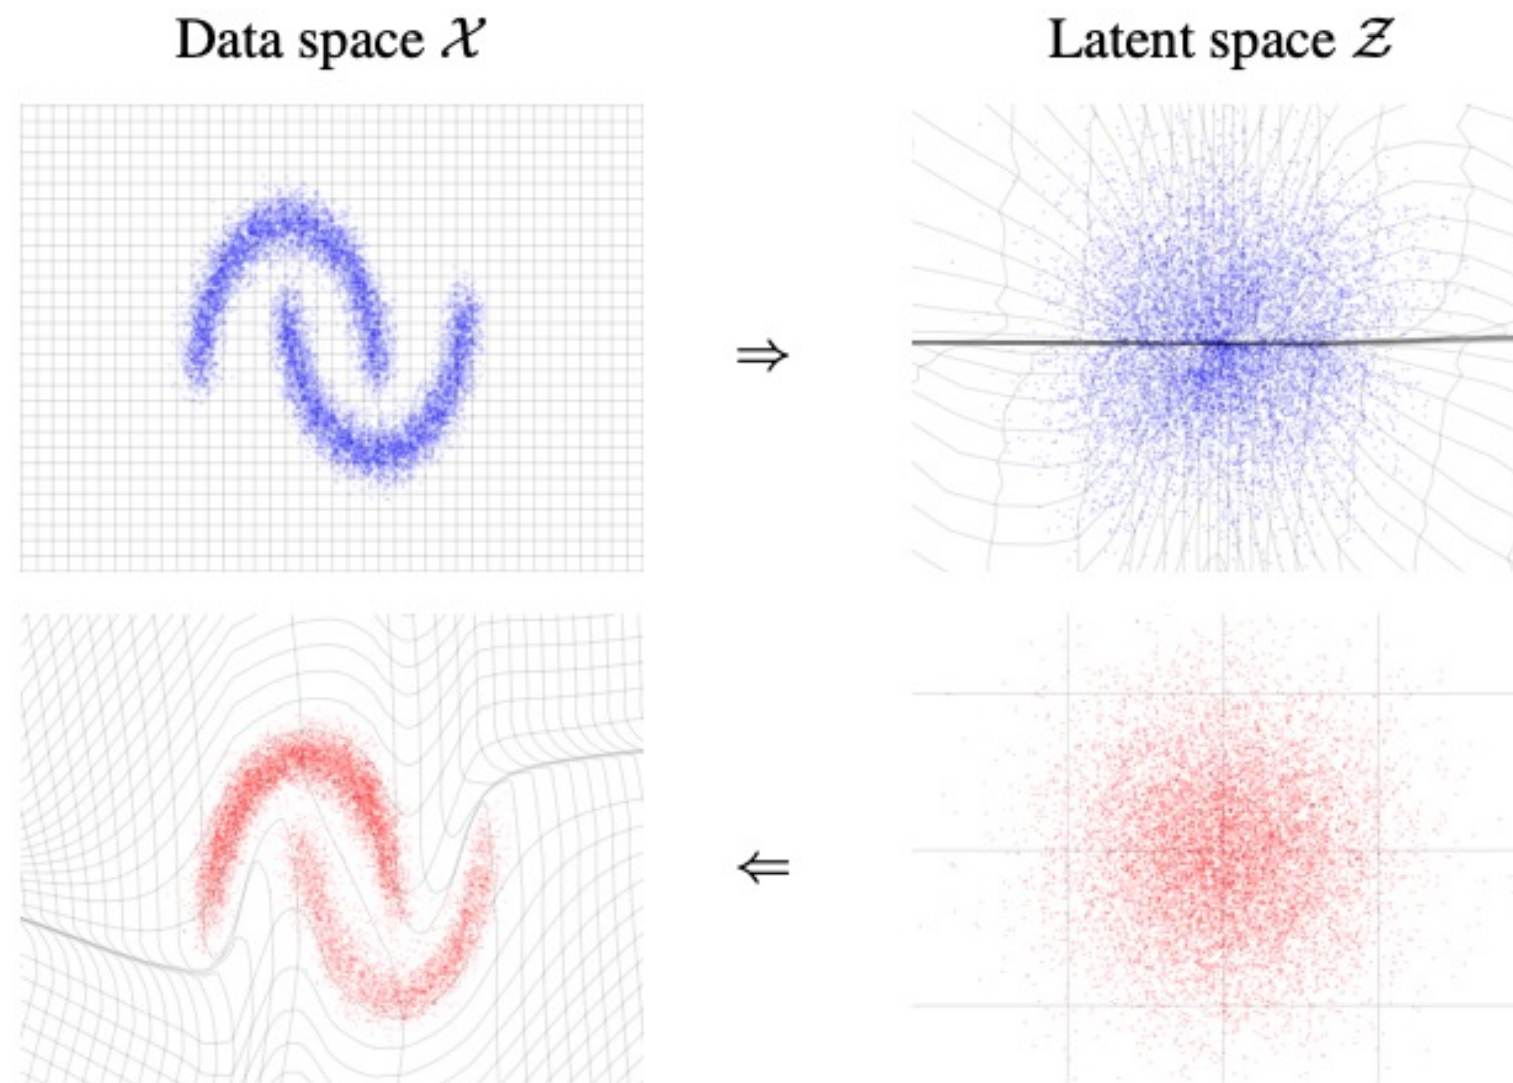 Data space 𝒳
Latent space 𝒵
⇒
⇐